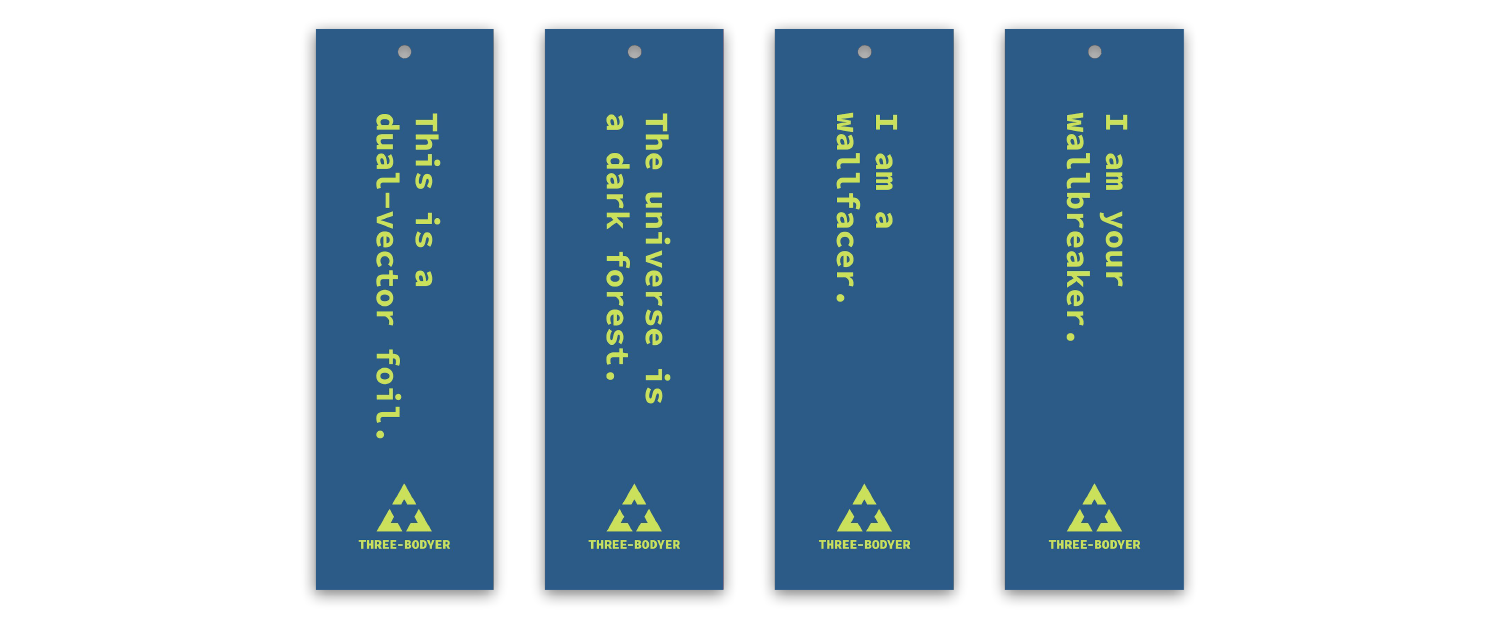 This is a
dual-vector foil.
THREE-BODYER
The universe is
a dark forest.
THREE-BODYER
I am a
wallfacer.
THREE-BODYER
I am your
wallbreaker.
THREE-BODYER